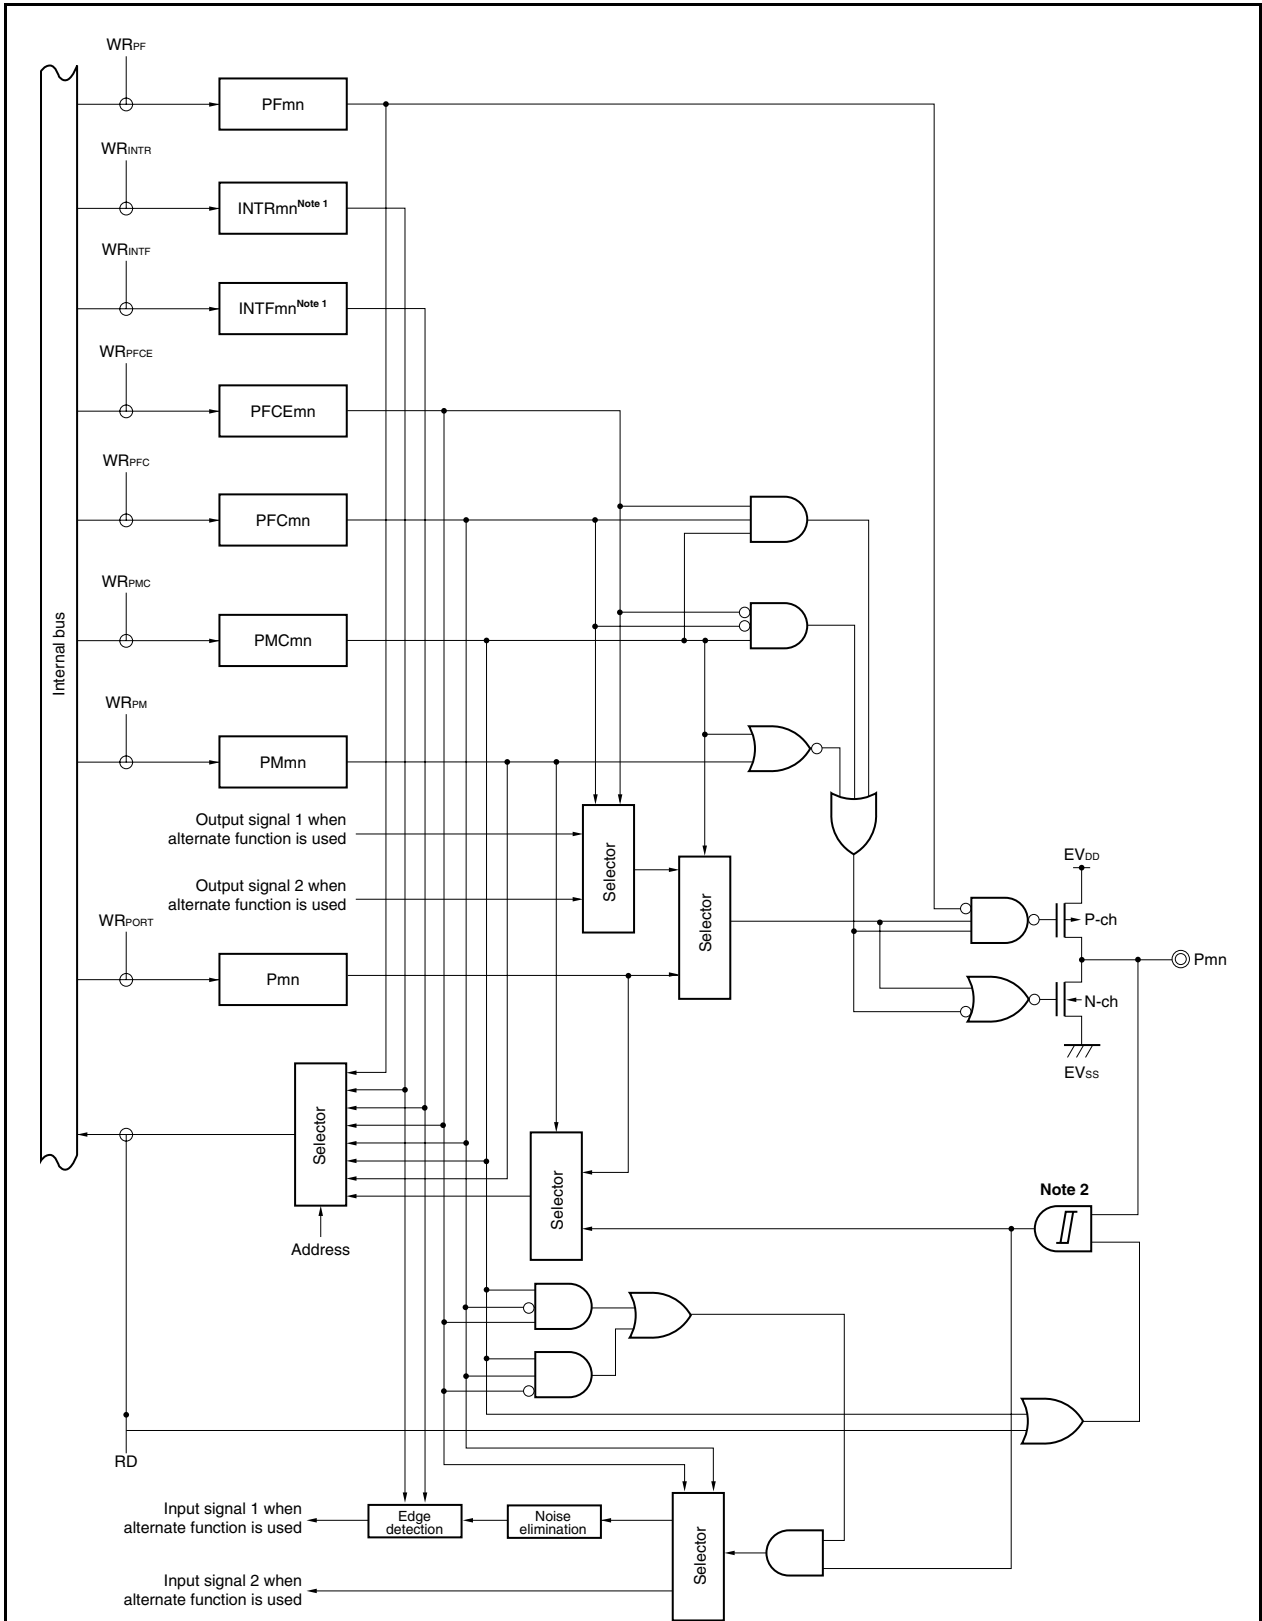 WRPF
PFmn
WRINTR
INTRmnNote 1
WRINTF
INTFmnNote 1
WRPFCE
PFCEmn
WRPFC
PFCmn
WRPMC
Internal bus
PMCmn
WRPM
PMmn
Output signal 1 when
alternate function is used
Selector
Output signal 2 when
alternate function is used
Selector
EVDD
P-ch
WRPORT
Pmn
Pmn
N-ch
EVSS
Selector
Selector
Note 2
Address
RD
Input signal 1 when
alternate function is used
Edge
detection
Noise
elimination
Selector
Input signal 2 when
alternate function is used